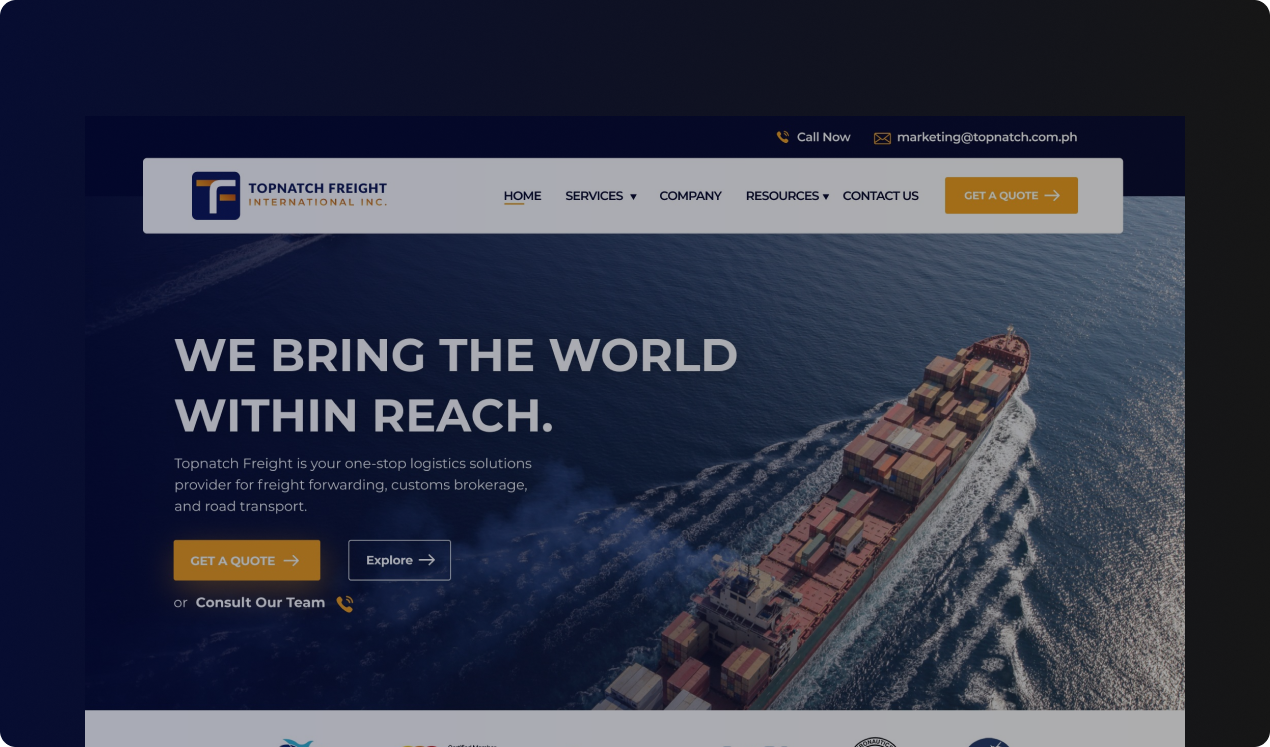 Call Now
marketing@topnatch.com.ph
TF
TOPNATCH FREIGHT
INTERNATIONAL INC.
HOME
SERVICES
COMPANY
RESOURCES
CONTACT US
GET A QUOTE
WE BRING THE WORLD
WITHIN REACH.
Topnatch Freight is your one-stop logistics solutions
provider for freight forwarding, customs brokerage,
and road transport.
GET A QUOTE
Explore
or Consult Our Team